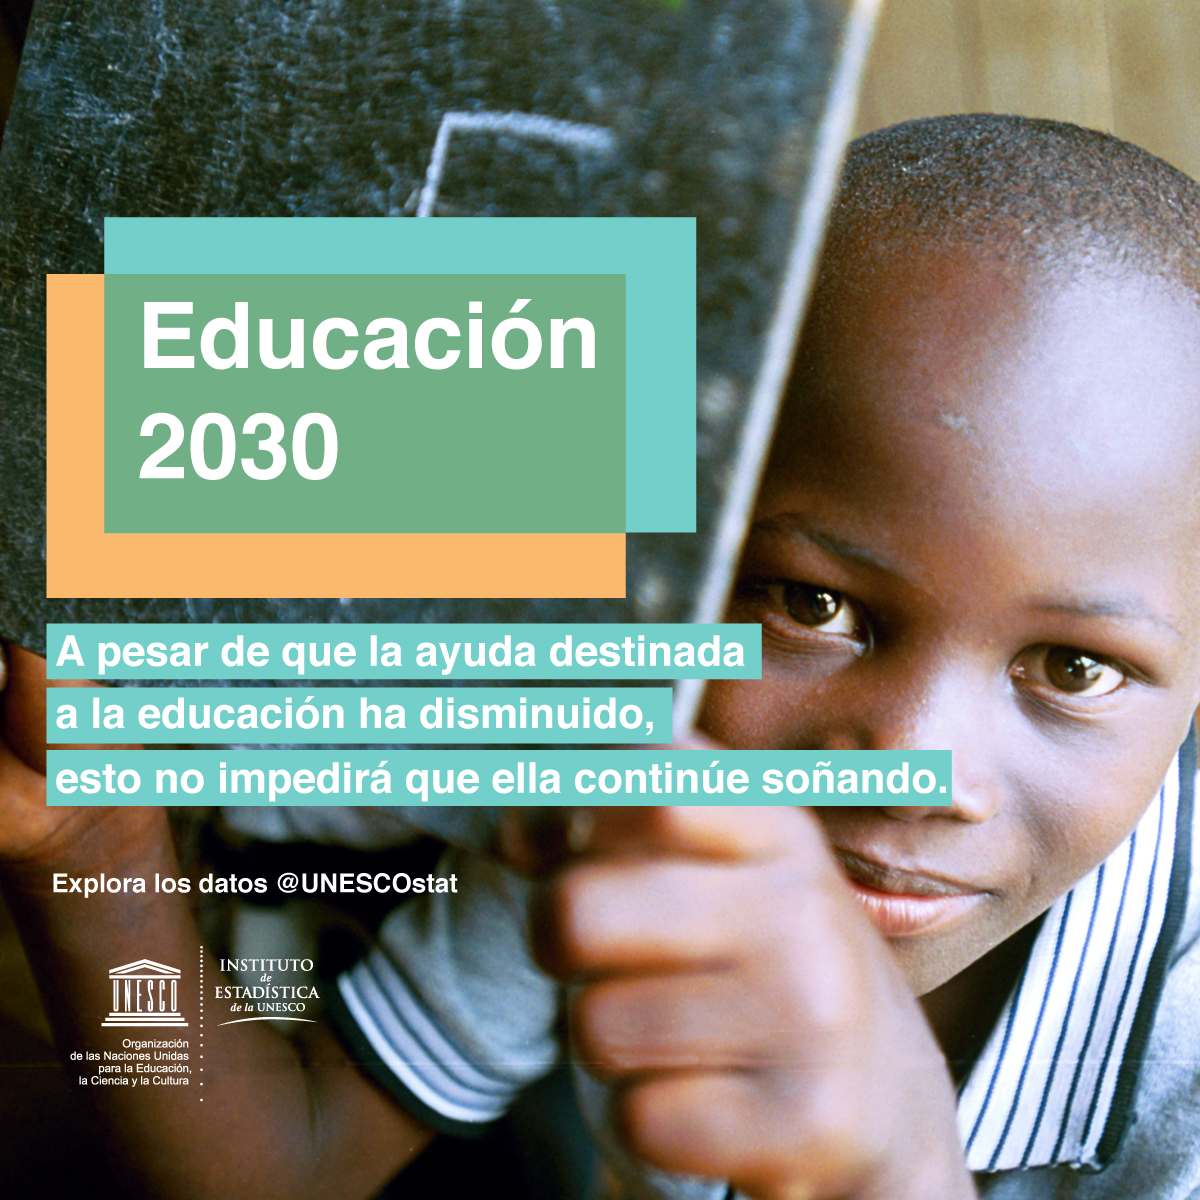 Educación
2030
A pesar de que la ayuda destinada
a la educación ha disminuido,
esto no impedirá que ella continúe soñando.
Explora los datos @UNESCOstat
UNESCO
Organización
de las Naciones Unidas
para la Educación,
la Ciencia y la Cultura
INSTITUTO
de
ESTADÍSTICA
de la UNESCO